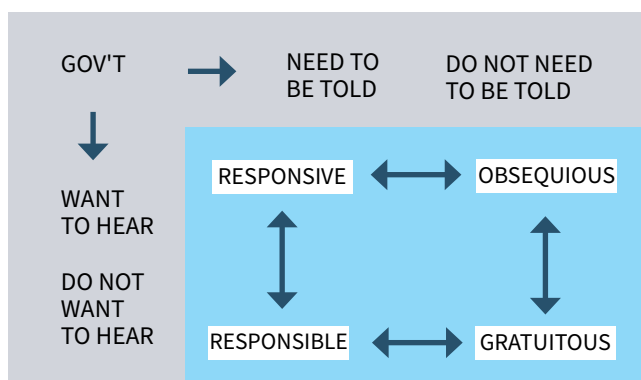 GOV'T
NEED TO
BE TOLD
DO NOT NEED
TO BE TOLD
WANT
TO HEAR
RESPONSIVE
OBSEQUIOUS
DO NOT
WANT
TO HEAR
RESPONSIBLE
GRATUITOUS